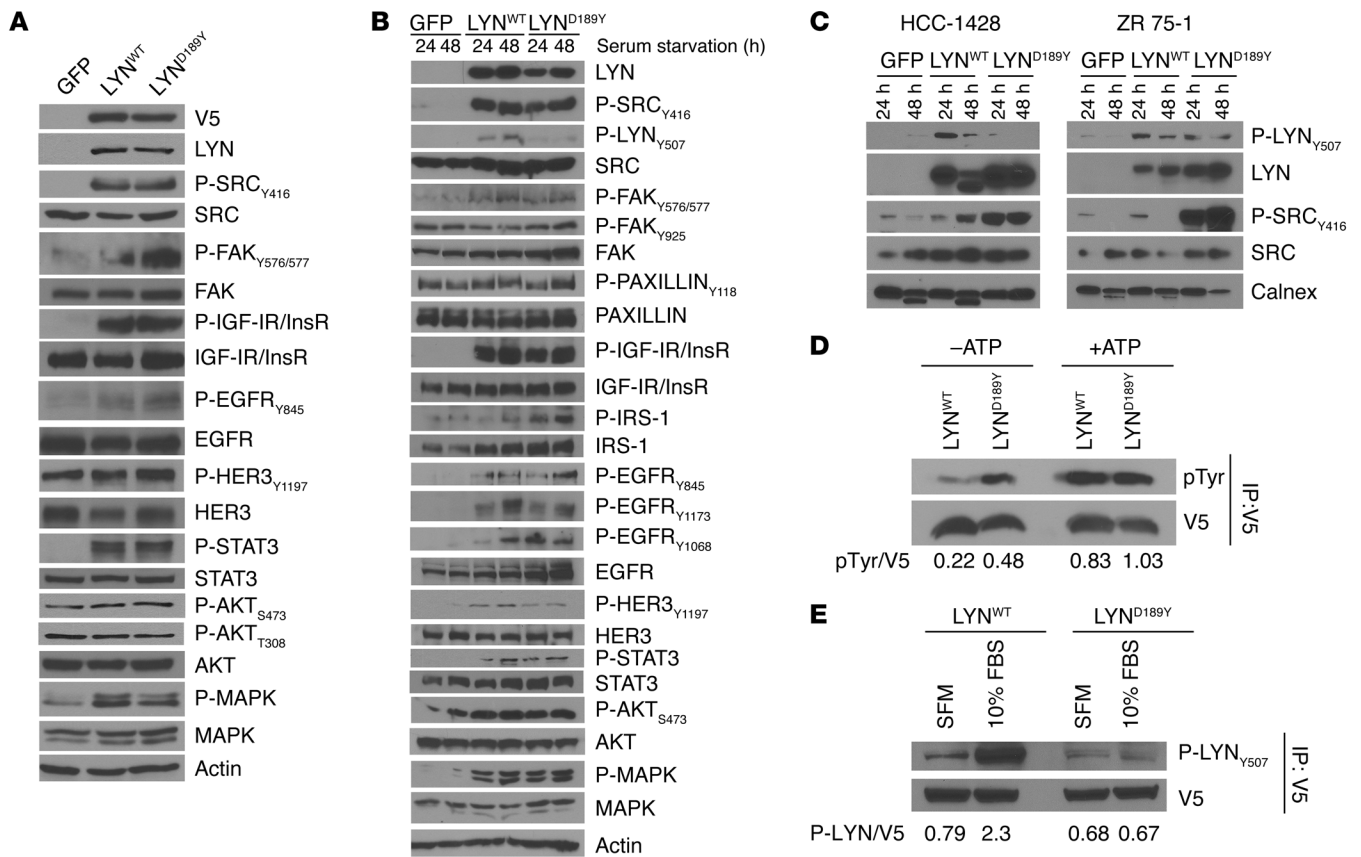 A
GFP
LYNWT
LYND189Y
V5
LYN
P-SRCY416
SRC
P-FAKY576/577
FAK
P-IGF-IR/InsR
IGF-IR/InsR
P-EGFRY845
EGFR
P-HER3Y1197
HER3
P-STAT3
STAT3
P-AKTS473
P-AKTT308
AKT
P-MAPK
MAPK
Actin
B
GFP LYNWT LYND189Y
24 48 24 48 24 48 Serum starvation (h)
LYN
P-SRCY416
P-LYNY507
SRC
P-FAKY576/577
P-FAKY925
FAK
P-PAXILLINY118
PAXILLIN
P-IGF-IR/InsR
IGF-IR/InsR
P-IRS-1
IRS-1
P-EGFRY845
P-EGFRY1173
P-EGFRY1068
EGFR
P-HER3Y1197
HER3
P-STAT3
STAT3
P-AKTS473
AKT
P-MAPK
MAPK
Actin
C
HCC-1428 ZR 75-1
GFP LYNWT LYND189Y GFP LYNWT LYND189Y
24 h 48 h 24 h 48 h 24 h 48 h 24 h 48 h 24 h 48 h 24 h 48 h
P-LYNY507
LYN
P-SRCY416
SRC
Calnex
D
–ATP +ATP
LYNWT LYND189Y LYNWT LYND189Y
pTyr
V5
IP:V5
pTyr/V5 0.22 0.48 0.83 1.03
E
LYNWT LYND189Y
SFM 10% FBS SFM 10% FBS
P-LYNY507
V5
IP: V5
P-LYN/V5 0.79 2.3 0.68 0.67